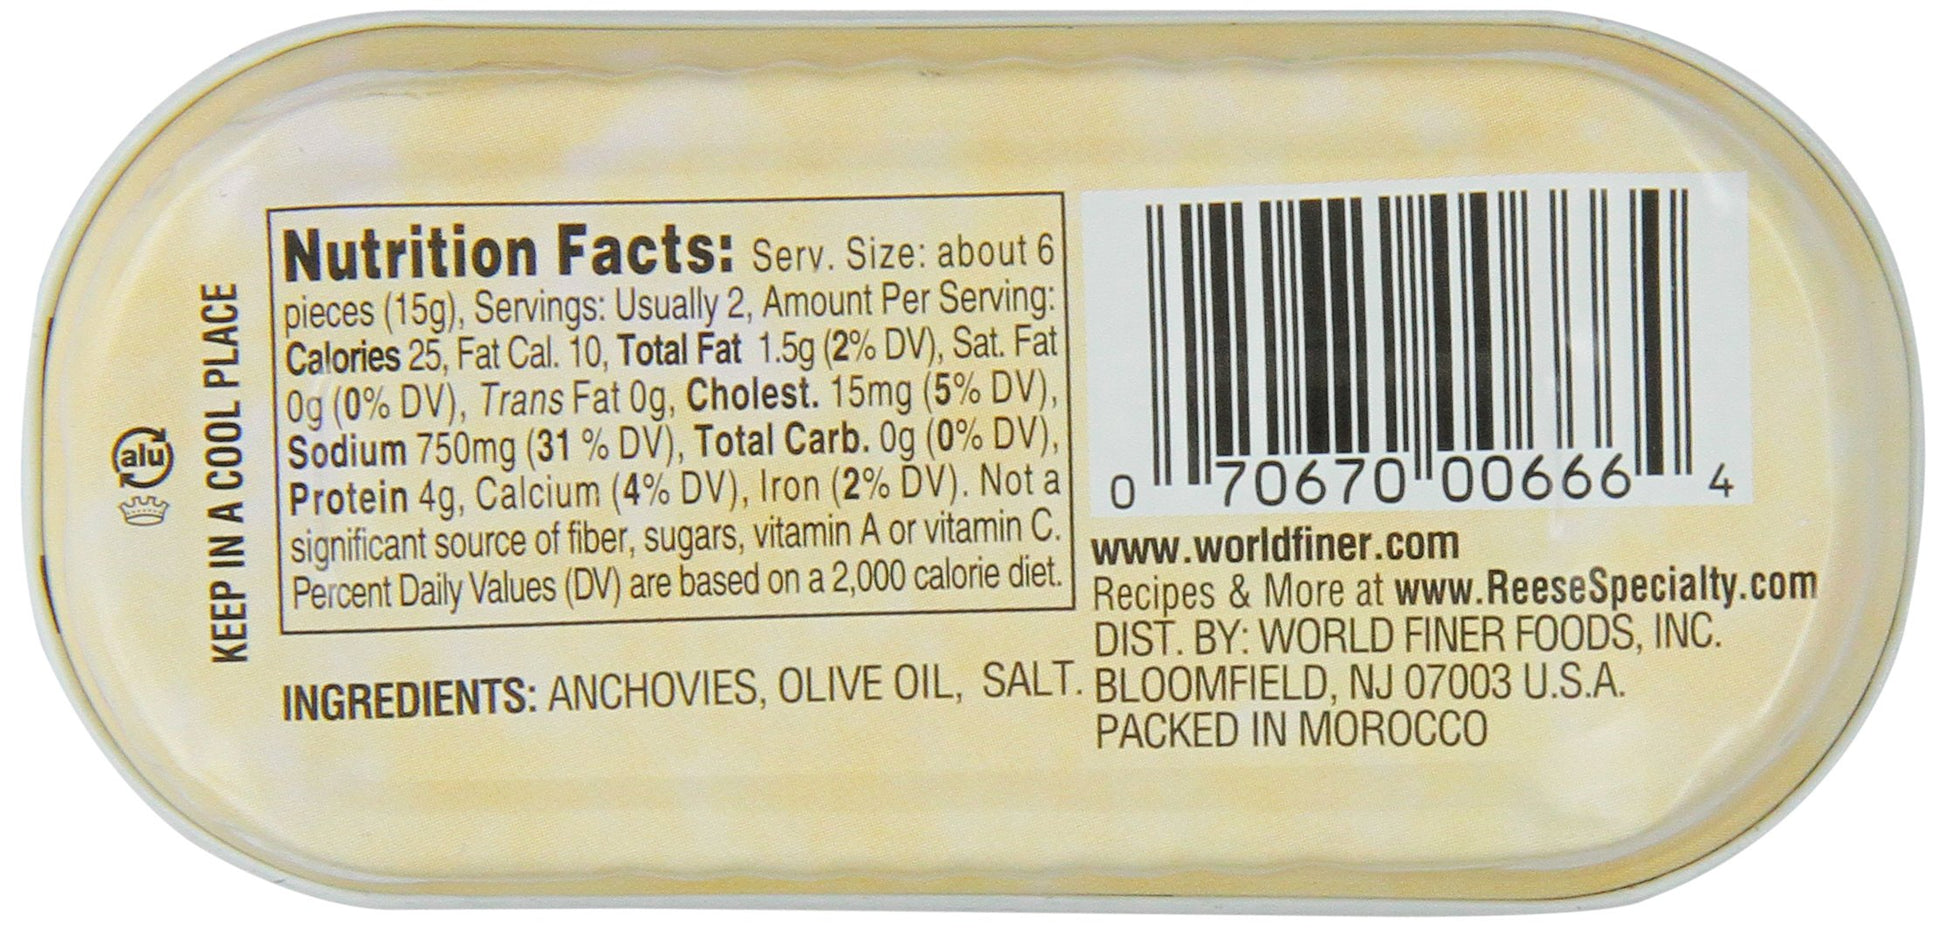 alu
KEEP IN A COOL PLACE
Nutrition Facts: Serv. Size: about 6
pieces (15g), Servings: Usually 2, Amount Per Serving:
Calories 25, Fat Cal. 10, Total Fat 1.5g (2% DV), Sat. Fat
0g (0% DV), Trans Fat 0g, Cholest. 15mg (5% DV),
Sodium 750mg (31 % DV), Total Carb. 0g (0% DV),
Protein 4g, Calcium (4% DV), Iron (2% DV). Not a
significant source of fiber, sugars, vitamin A or vitamin C.
Percent Daily Values (DV) are based on a 2,000 calorie diet.
INGREDIENTS: ANCHOVIES, OLIVE OIL, SALT.
0 70670 00666 4
www.worldfiner.com
Recipes & More at www.ReeseSpecialty.com
DIST. BY: WORLD FINER FOODS, INC.
BLOOMFIELD, NJ 07003 U.S.A.
PACKED IN MOROCCO